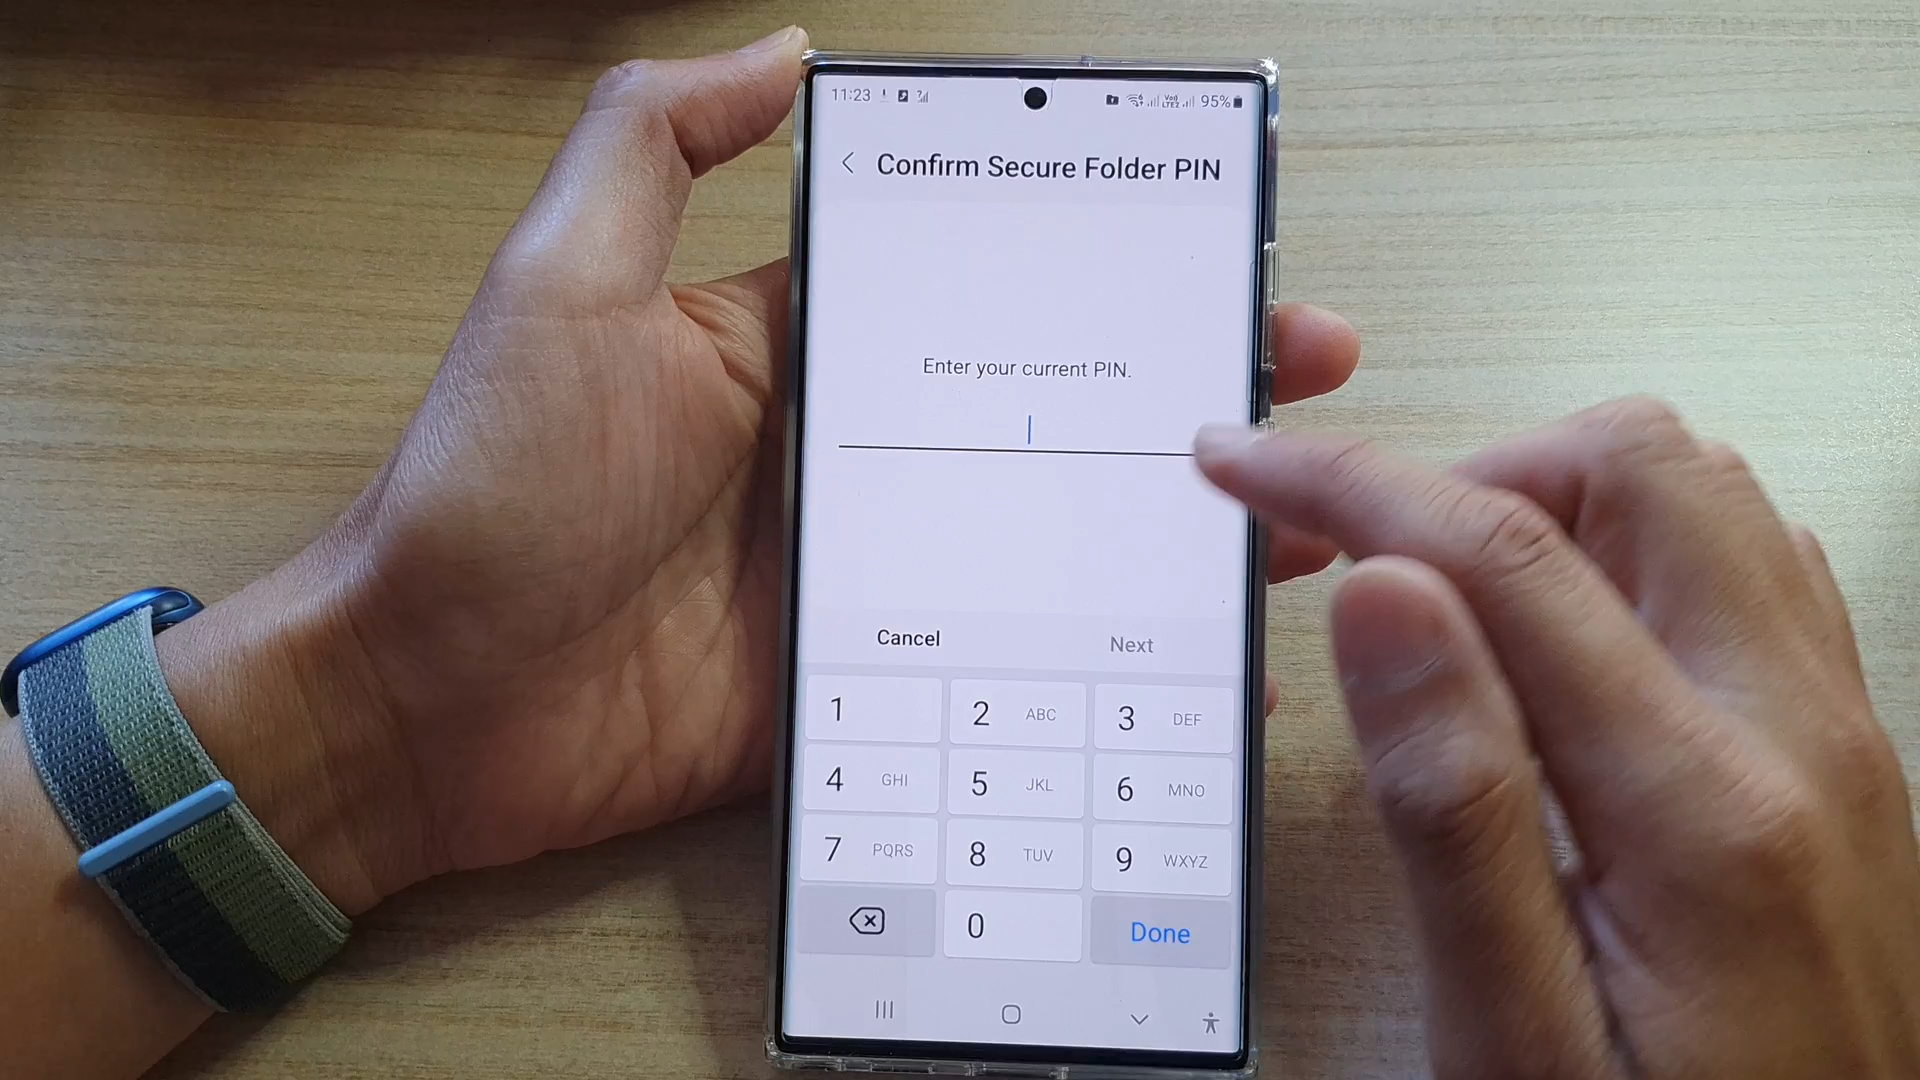 11:23 95%
Confirm Secure Folder PIN
Enter your current PIN.
Cancel Next
1 2 ABC 3 DEF
4 GHI 5 JKL 6 MNO
7 PQRS 8 TUV 9 WXYZ
0 Done